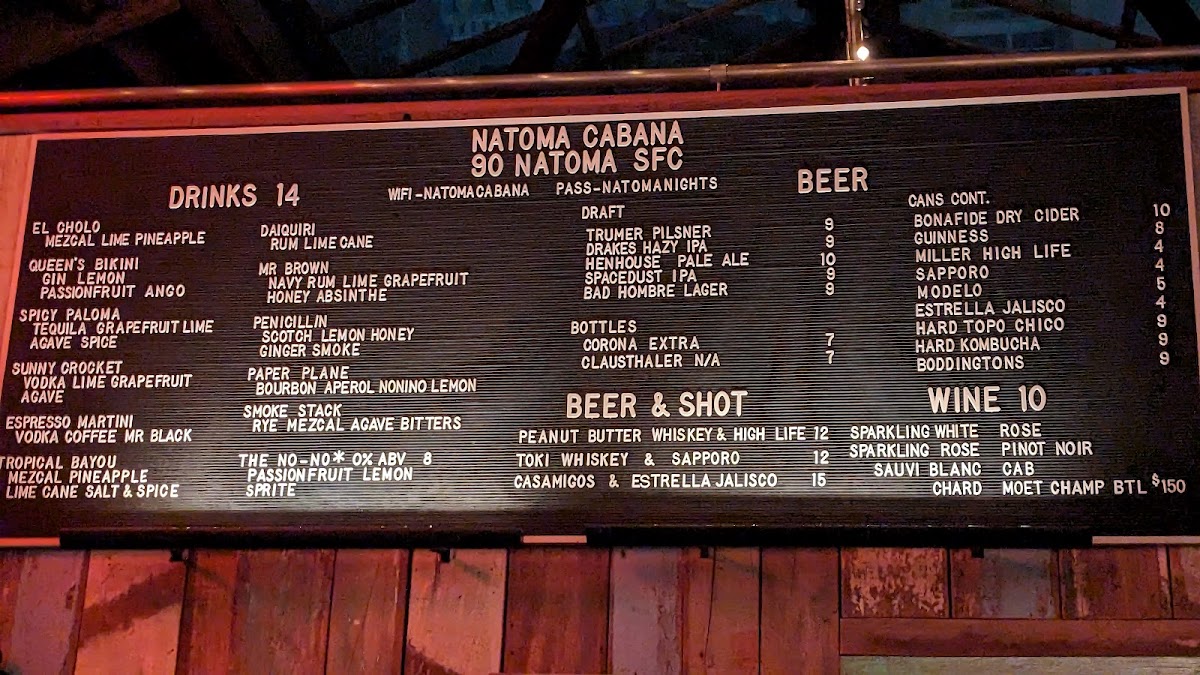 NATOMA CABANA
90 NATOMA SFC
WIFI-NATOMACABANA PASS-NATOMANIGHTS
DRINKS 14
EL CHOLO
MEZCAL LIME PINEAPPLE
QUEEN'S BIKINI
GIN LEMON
PASSIONFRUIT ANGO
SPICY PALOMA
TEQUILA GRAPEFRUIT LIME
AGAVE SPICE
SUNNY CROCKET
VODKA LIME GRAPEFRUIT
AGAVE
ESPRESSO MARTINI
VODKA COFFEE MR BLACK
TROPICAL BAYOU
MEZCAL PINEAPPLE
LIME CANE SALT & SPICE
DAIQUIRI
RUM LIME CANE
MR BROWN
NAVY RUM LIME GRAPEFRUIT
HONEY ABSINTHE
PENICILLIN
SCOTCH LEMON HONEY
GINGER SMOKE
PAPER PLANE
BOURBON APEROL NONINO LEMON
SMOKE STACK
RYE MEZCAL AGAVE BITTERS
THE NO-NO* 0% ABV 8
PASSIONFRUIT LEMON
SPRITE
BEER
DRAFT
TRUMER PILSNER 9
DRAKES HAZY IPA 9
HENHOUSE PALE ALE 10
SPACEDUST IPA 9
BAD HOMBRE LAGER 9
BOTTLES
CORONA EXTRA 7
CLAUSTHALER N/A 7
CANS CONT.
BONAFIDE DRY CIDER 10
GUINNESS 8
MILLER HIGH LIFE 4
SAPPORO 4
MODELO 5
ESTRELLA JALISCO 4
HARD TOPO CHICO 9
HARD KOMBUCHA 9
BODDINGTONS 9
BEER & SHOT
PEANUT BUTTER WHISKEY & HIGH LIFE 12
TOKI WHISKEY & SAPPORO 12
CASAMIGOS & ESTRELLA JALISCO 15
WINE 10
SPARKLING WHITE ROSE
SPARKLING ROSE PINOT NOIR
SAUVI BLANC CAB
CHARD MOET CHAMP BTL $150